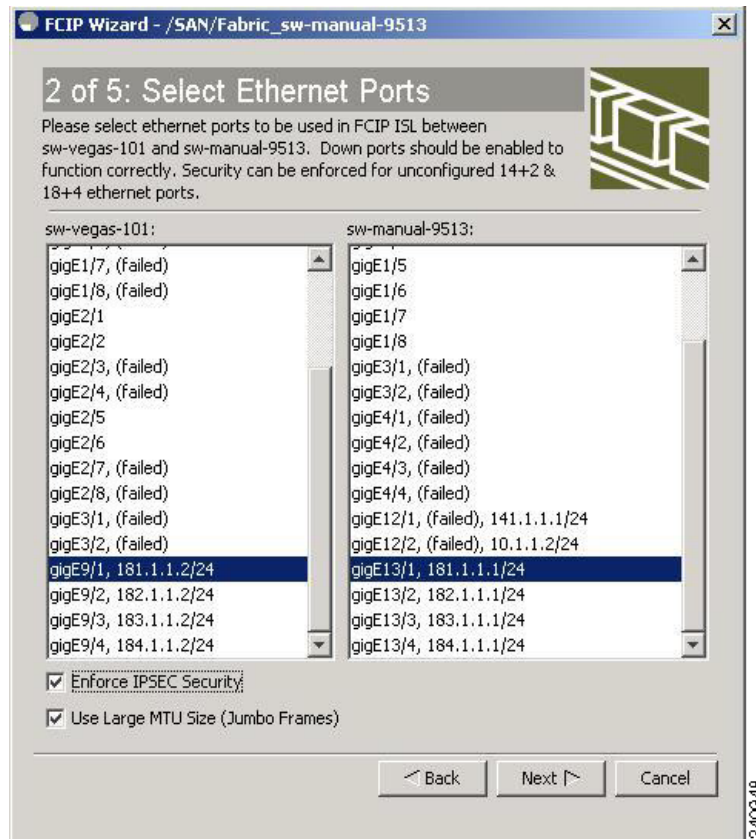 FCIP Wizard - /SAN/Fabric_sw-manual-9513
2 of 5: Select Ethernet Ports
Please select ethernet ports to be used in FCIP ISL between
sw-vegas-101 and sw-manual-9513. Down ports should be enabled to
function correctly. Security can be enforced for unconfigured 14+2 &
18+4 ethernet ports.
sw-vegas-101:
gigE1/7, (failed)
gigE1/8, (failed)
gigE2/1
gigE2/2
gigE2/3, (failed)
gigE2/4, (failed)
gigE2/5
gigE2/6
gigE2/7, (failed)
gigE2/8, (failed)
gigE3/1, (failed)
gigE3/2, (failed)
gigE9/1, 181.1.1.2/24
gigE9/2, 182.1.1.2/24
gigE9/3, 183.1.1.2/24
gigE9/4, 184.1.1.2/24
sw-manual-9513:
gigE1/5
gigE1/6
gigE1/7
gigE1/8
gigE3/1, (failed)
gigE3/2, (failed)
gigE4/1, (failed)
gigE4/2, (failed)
gigE4/3, (failed)
gigE4/4, (failed)
gigE12/1, (failed), 141.1.1.1/24
gigE12/2, (failed), 10.1.1.2/24
gigE13/1, 181.1.1.1/24
gigE13/2, 182.1.1.1/24
gigE13/3, 183.1.1.1/24
gigE13/4, 184.1.1.1/24
Enforce IPSEC Security
Use Large MTU Size (Jumbo Frames)
Back
Next
Cancel